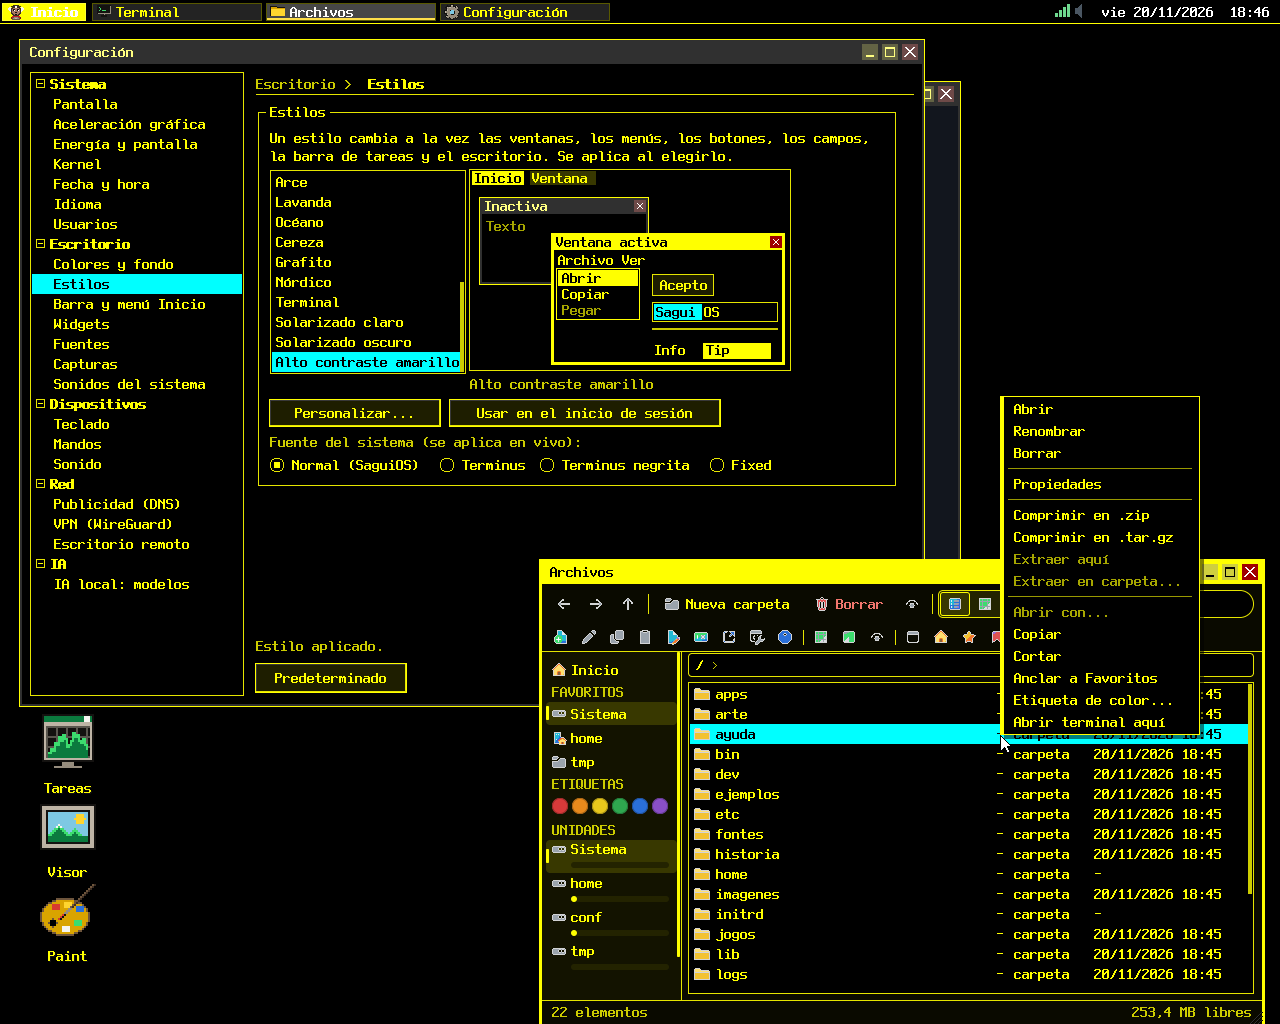 Inicio
Terminal
Archivos
Configuración
vie 20/11/2026 18:46
Configuración
Sistema
Pantalla
Aceleración gráfica
Energía y pantalla
Kernel
Fecha y hora
Idioma
Usuarios
Escritorio
Colores y fondo
Estilos
Barra y menú Inicio
Widgets
Fuentes
Capturas
Sonidos del sistema
Dispositivos
Teclado
Mandos
Sonido
Red
Publicidad (DNS)
VPN (WireGuard)
Escritorio remoto
IA
IA local: modelos
Escritorio > Estilos
Estilos
Un estilo cambia a la vez las ventanas, los menús, los botones, los campos,
la barra de tareas y el escritorio. Se aplica al elegirlo.
Arce
Lavanda
Océano
Cereza
Grafito
Nórdico
Terminal
Solarizado claro
Solarizado oscuro
Alto contraste amarillo
Inicio Ventana
Inactiva
Texto
Ventana activa
Archivo Ver
Abrir
Copiar
Pegar
Acepto
Sagui OS
Info
Tip
Alto contraste amarillo
Personalizar...
Usar en el inicio de sesión
Fuente del sistema (se aplica en vivo):
Normal (SaguiOS)
Terminus
Terminus negrita
Fixed
Estilo aplicado.
Predeterminado
Tareas
Visor
Paint
Archivos
Nueva carpeta
Borrar
Inicio
FAVORITOS
Sistema
home
tmp
ETIQUETAS
UNIDADES
Sistema
home
conf
tmp
/ >
apps 45
arte 45
ayuda 45
bin - carpeta 20/11/2026 18:45
dev - carpeta 20/11/2026 18:45
ejemplos - carpeta 20/11/2026 18:45
etc - carpeta 20/11/2026 18:45
fontes - carpeta 20/11/2026 18:45
historia - carpeta 20/11/2026 18:45
home - carpeta -
imagenes - carpeta 20/11/2026 18:45
initrd - carpeta -
jogos - carpeta 20/11/2026 18:45
lib - carpeta 20/11/2026 18:45
logs - carpeta 20/11/2026 18:45
22 elementos
253,4 MB libres
Abrir
Renombrar
Borrar
Propiedades
Comprimir en .zip
Comprimir en .tar.gz
Extraer aquí
Extraer en carpeta...
Abrir con...
Copiar
Cortar
Anclar a Favoritos
Etiqueta de color...
Abrir terminal aquí